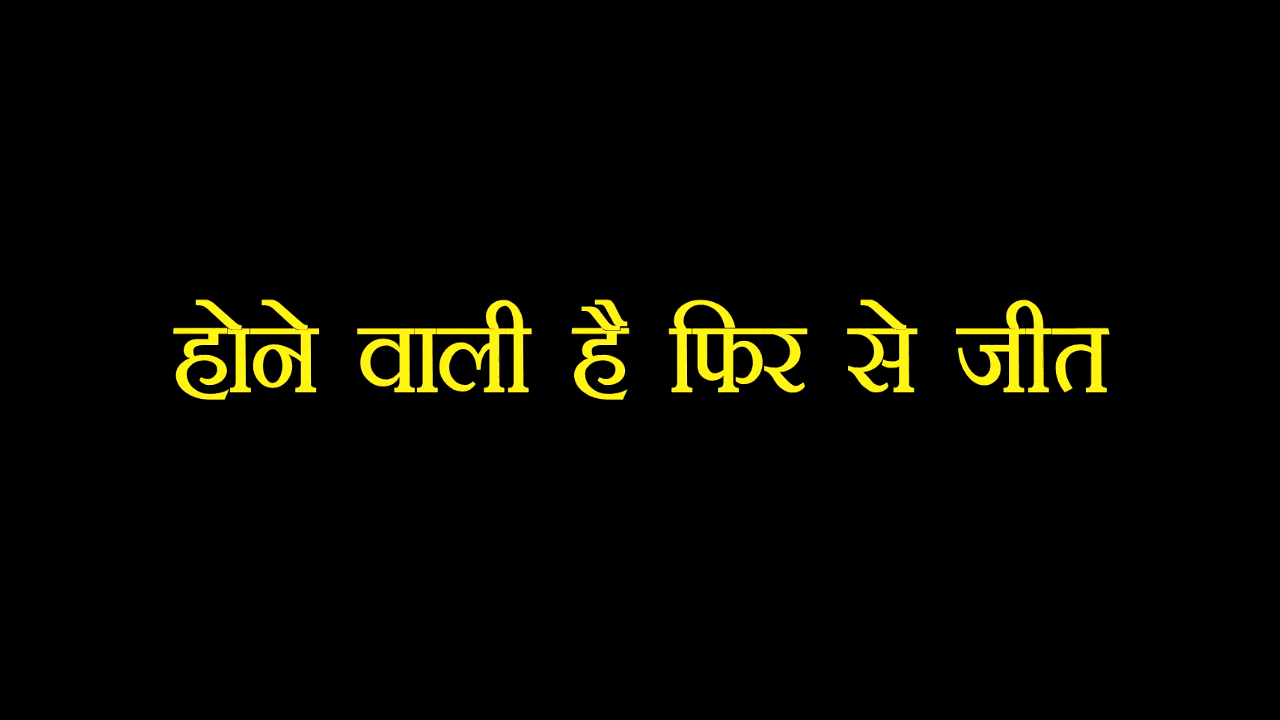 होने वाली है फिर से जीत